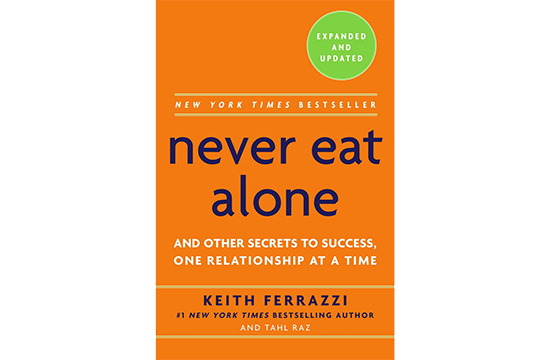 EXPANDED
AND
UPDATED
NEW YORK TIMES BESTSELLER
never eat
alone
AND OTHER SECRETS TO SUCCESS,
ONE RELATIONSHIP AT A TIME
KEITH FERRAZZI
#1 NEW YORK TIMES BESTSELLING AUTHOR
AND TAHL RAZ